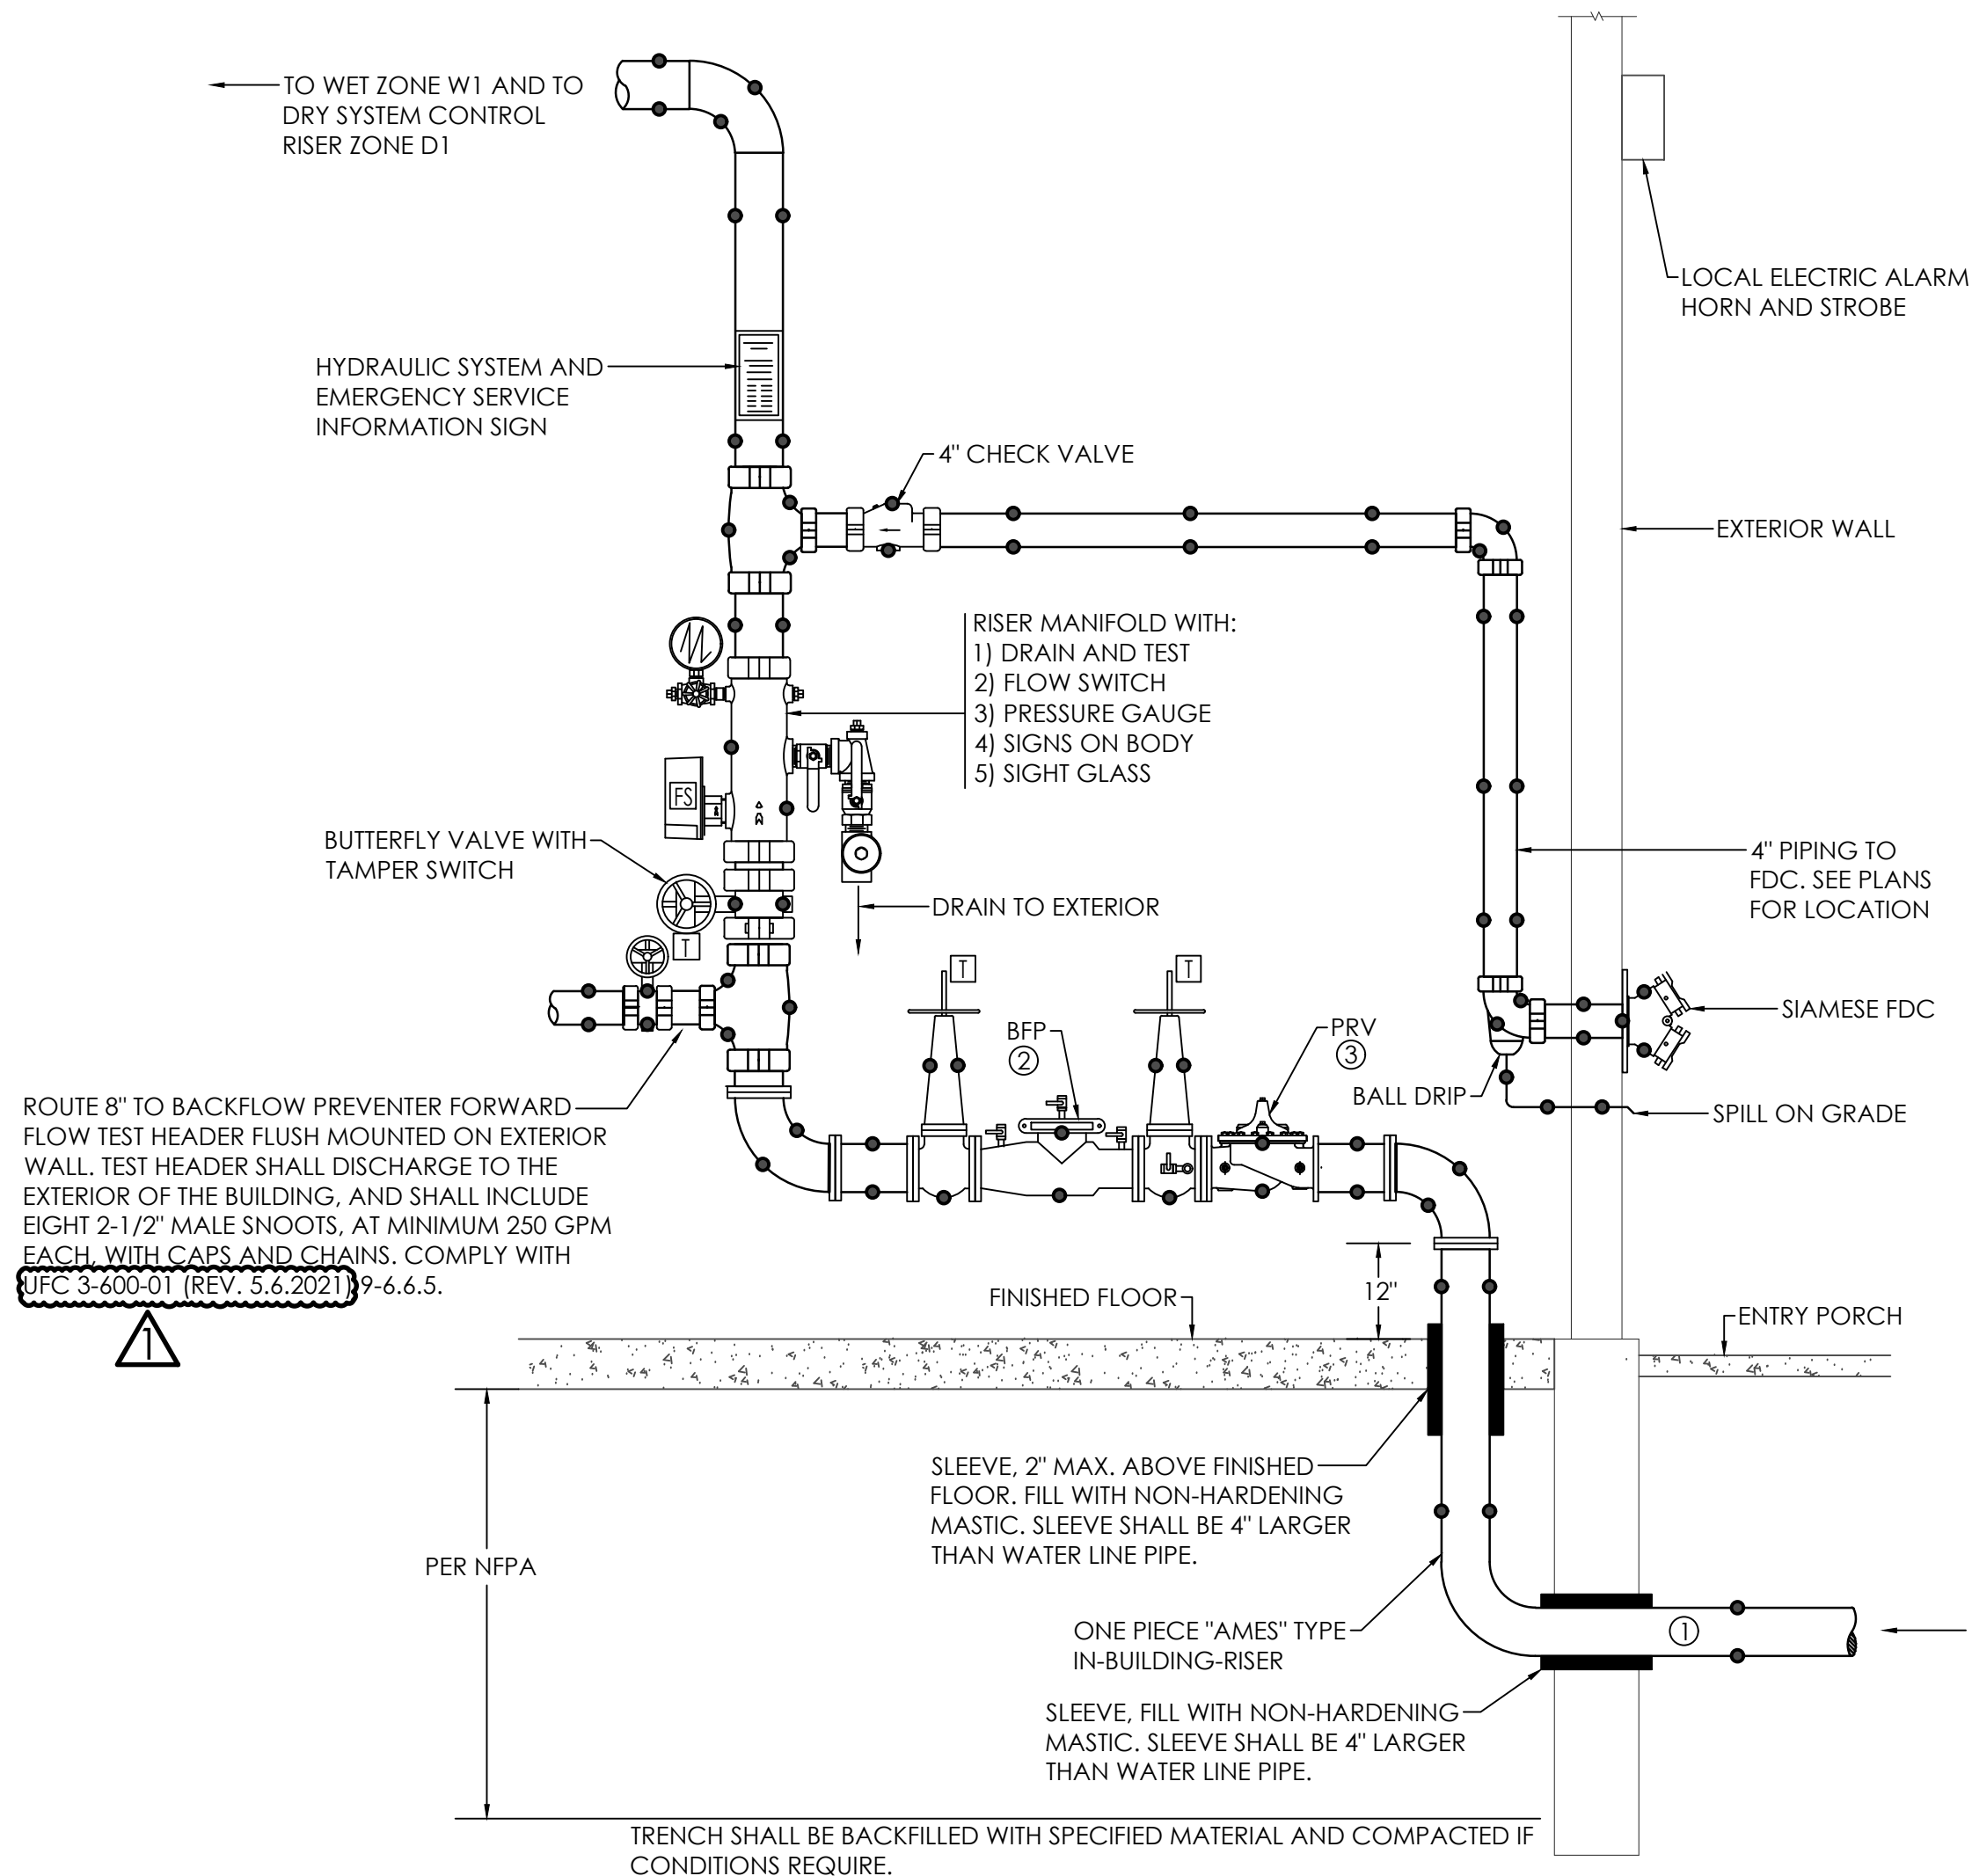 TO WET ZONE W1 AND TO
DRY SYSTEM CONTROL
RISER ZONE D1
LOCAL ELECTRIC ALARM
HORN AND STROBE
HYDRAULIC SYSTEM AND
EMERGENCY SERVICE
INFORMATION SIGN
4" CHECK VALVE
EXTERIOR WALL
RISER MANIFOLD WITH:
1) DRAIN AND TEST
2) FLOW SWITCH
3) PRESSURE GAUGE
4) SIGNS ON BODY
5) SIGHT GLASS
FS
BUTTERFLY VALVE WITH
TAMPER SWITCH
T
DRAIN TO EXTERIOR
4" PIPING TO
FDC. SEE PLANS
FOR LOCATION
T
T
SIAMESE FDC
BFP
2
PRV
3
BALL DRIP
SPILL ON GRADE
ROUTE 8" TO BACKFLOW PREVENTER FORWARD
FLOW TEST HEADER FLUSH MOUNTED ON EXTERIOR
WALL. TEST HEADER SHALL DISCHARGE TO THE
EXTERIOR OF THE BUILDING, AND SHALL INCLUDE
EIGHT 2-1/2" MALE SNOOTS, AT MINIMUM 250 GPM
EACH, WITH CAPS AND CHAINS. COMPLY WITH
UFC 3-600-01 (REV. 5.6.2021) 9-6.6.5.
1
FINISHED FLOOR
12"
ENTRY PORCH
SLEEVE, 2" MAX. ABOVE FINISHED
FLOOR. FILL WITH NON-HARDENING
MASTIC. SLEEVE SHALL BE 4" LARGER
THAN WATER LINE PIPE.
PER NFPA
ONE PIECE "AMES" TYPE
IN-BUILDING-RISER
1
SLEEVE, FILL WITH NON-HARDENING
MASTIC. SLEEVE SHALL BE 4" LARGER
THAN WATER LINE PIPE.
TRENCH SHALL BE BACKFILLED WITH SPECIFIED MATERIAL AND COMPACTED IF
CONDITIONS REQUIRE.